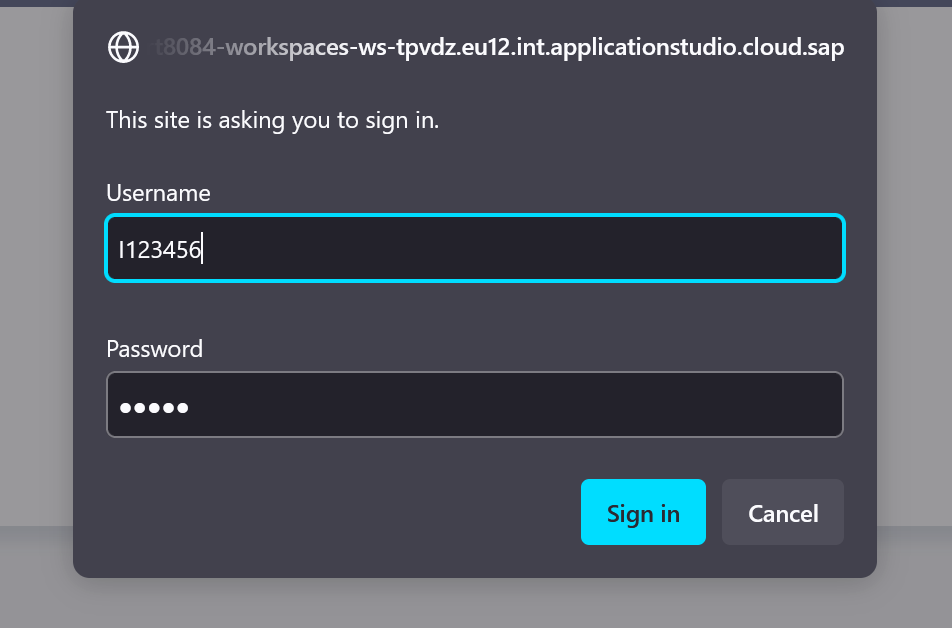 t8084-workspaces-ws-tpvdz.eu12.int.applicationstudio.cloud.sap
This site is asking you to sign in.
Username
I123456
Password
●●●●●
Sign in
Cancel